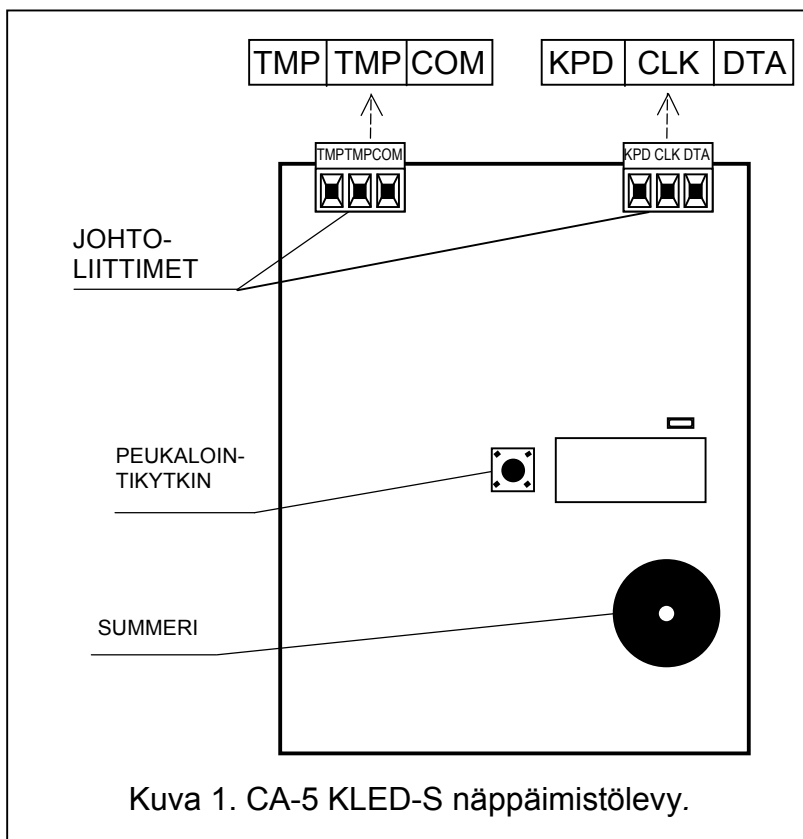 TMP TMP COM KPD CLK DTA
TMPTMPCOM KPD CLK DTA
JOHTO-
LIITTIMET
PEUKALOIN-
TIKYTKIN
SUMMERI
Kuva 1. CA-5 KLED-S näppäimistölevy.